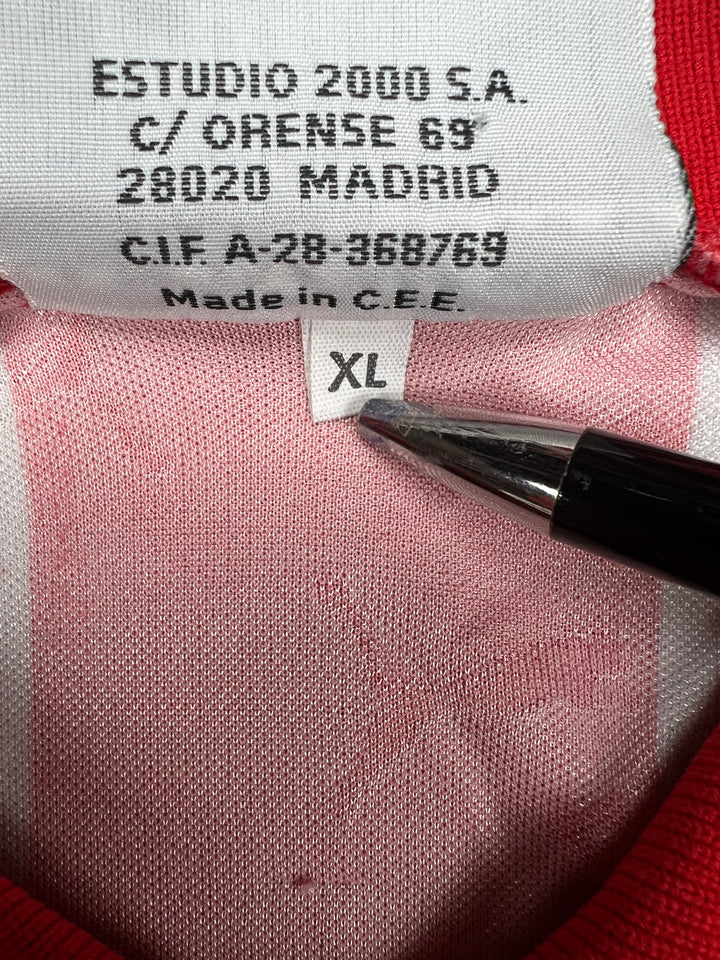 ESTUDIO 2000 S.A.
C/ ORENSE 69
28020 MADRID
C.I.F. A-28-368769
Made in C.E.E.
XL